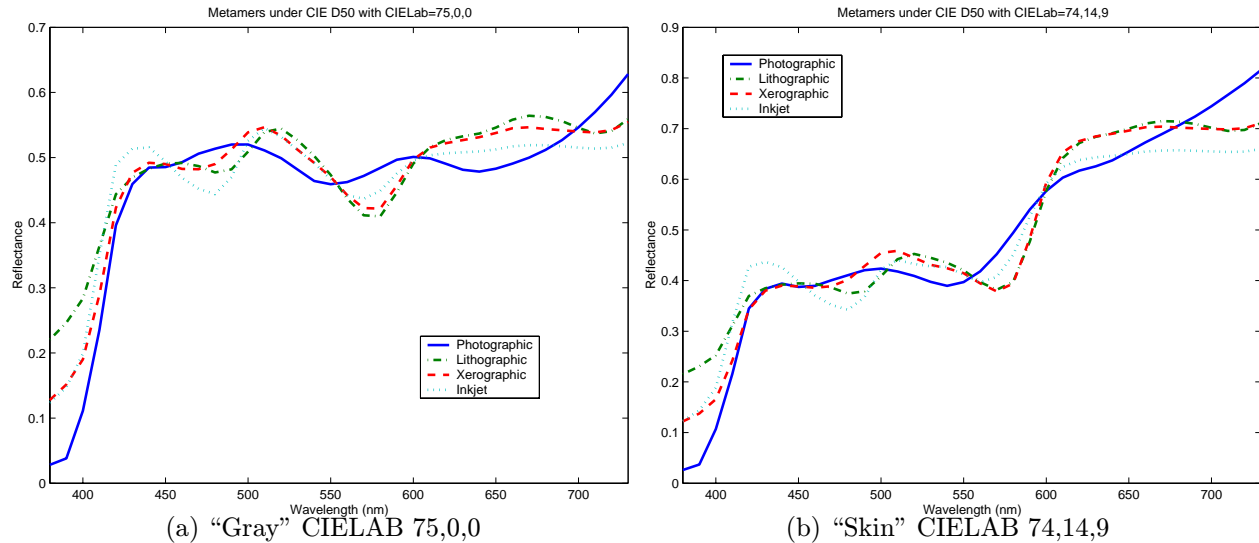 Metamers under CIE D50 with CIELab=75,0,0
0.7
0.6
0.5
0.4
0.3
0.2
0.1
0
Reflectance
Photographic
Lithographic
Xerographic
Inkjet
400 450 500 550 600 650 700
Wavelength (nm)
(a) “Gray” CIELAB 75,0,0
Metamers under CIE D50 with CIELab=74,14,9
0.9
0.8
0.7
0.6
0.5
0.4
0.3
0.2
0.1
0
Reflectance
Photographic
Lithographic
Xerographic
Inkjet
400 450 500 550 600 650 700
Wavelength (nm)
(b) “Skin” CIELAB 74,14,9